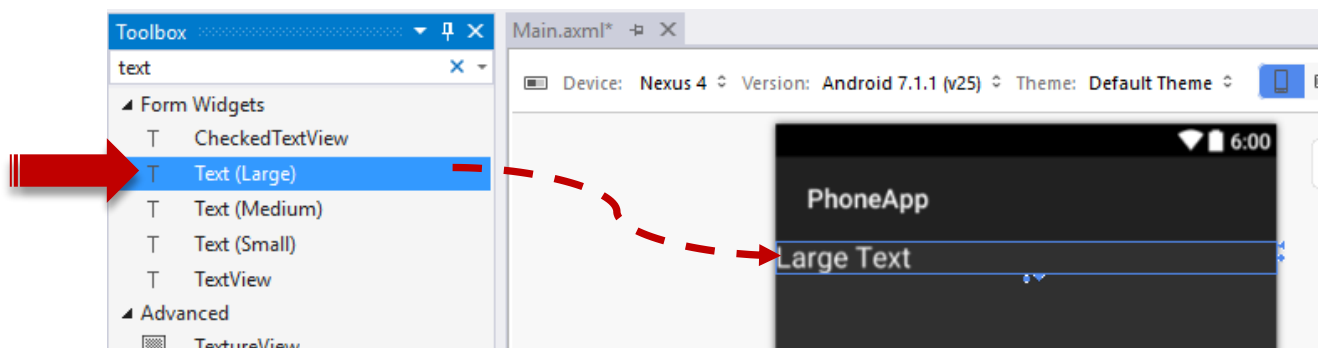 Toolbox
text
Form Widgets
CheckedTextView
Text (Large)
Text (Medium)
Text (Small)
TextView
Advanced
TextureView
Main.axml*
Device: Nexus 4 Version: Android 7.1.1 (v25) Theme: Default Theme
6:00
PhoneApp
Large Text